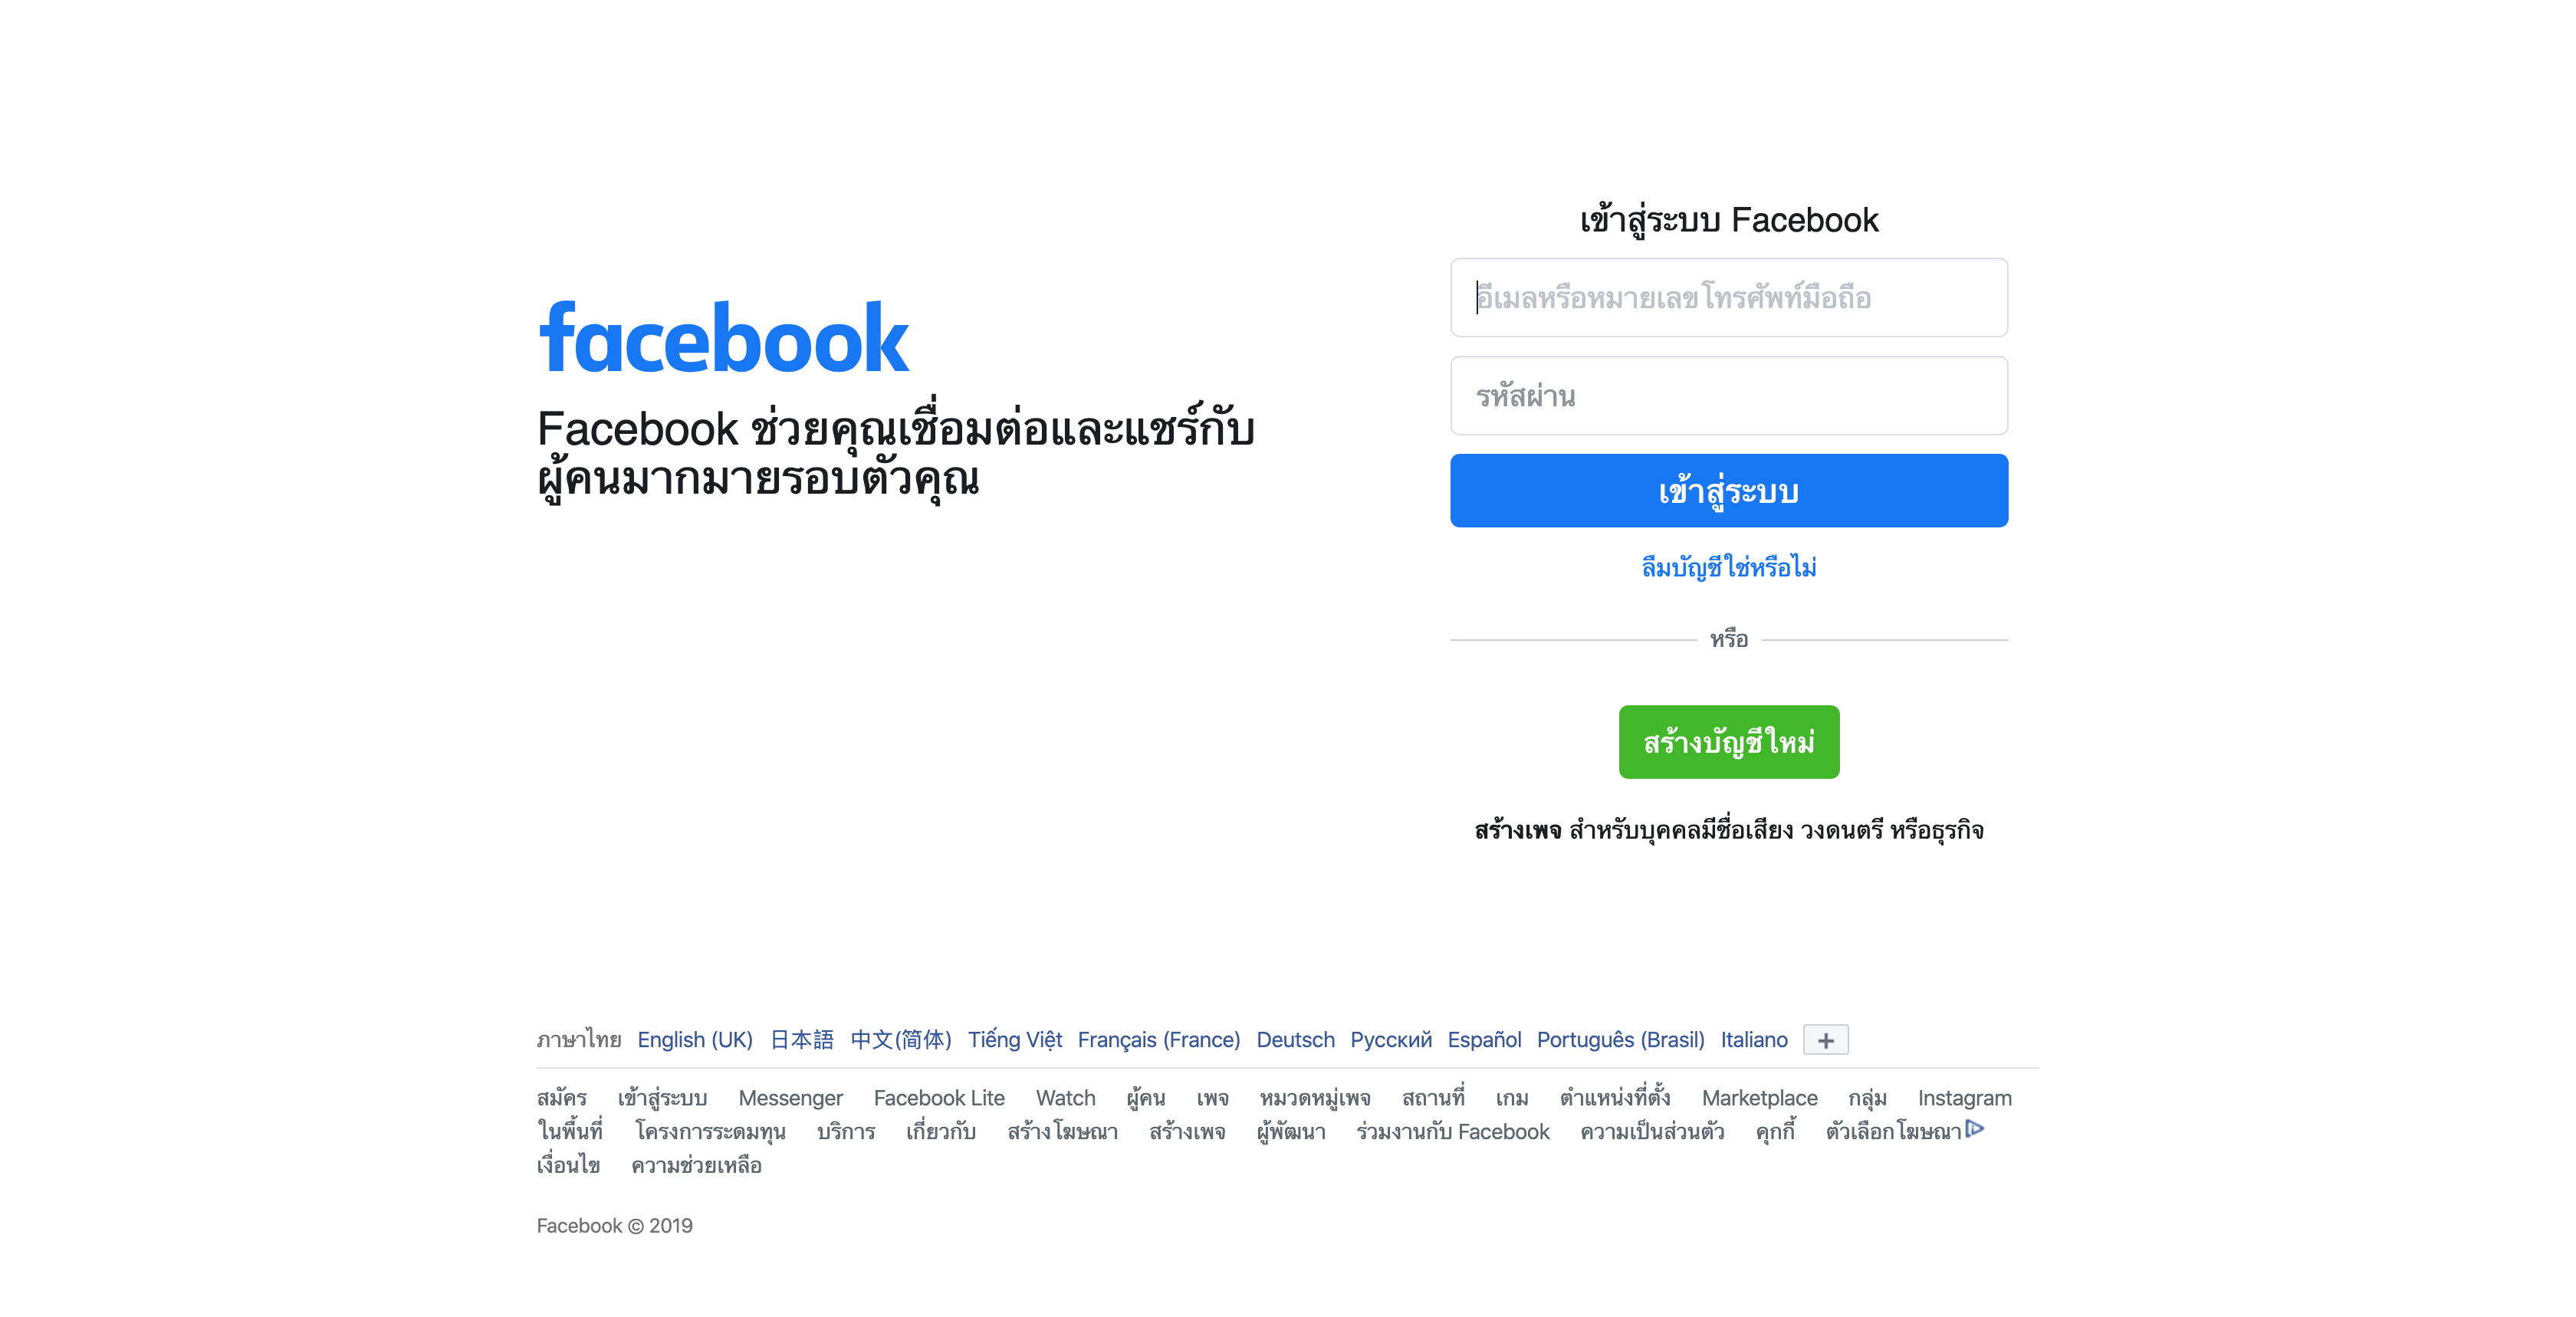 facebook
Facebook ช่วยคุณเชื่อมต่อและแชร์กับ
ผู้คนมากมายรอบตัวคุณ
เข้าสู่ระบบ Facebook
อีเมลหรือหมายเลขโทรศัพท์มือถือ
รหัสผ่าน
เข้าสู่ระบบ
ลืมบัญชีใช่หรือไม่
หรือ
สร้างบัญชีใหม่
สร้างเพจ สำหรับบุคคลมีชื่อเสียง วงดนตรี หรือธุรกิจ
ภาษาไทย English (UK) 日本語 中文(简体) Tiếng Việt Français (France) Deutsch Русский Español Português (Brasil) Italiano +
สมัคร เข้าสู่ระบบ Messenger Facebook Lite Watch ผู้คน เพจ หมวดหมู่เพจ สถานที่ เกม ตำแหน่งที่ตั้ง Marketplace กลุ่ม Instagram
ในพื้นที่ โครงการระดมทุน บริการ เกี่ยวกับ สร้างโฆษณา สร้างเพจ ผู้พัฒนา ร่วมงานกับ Facebook ความเป็นส่วนตัว คุกกี้ ตัวเลือกโฆษณา
เงื่อนไข ความช่วยเหลือ
Facebook © 2019